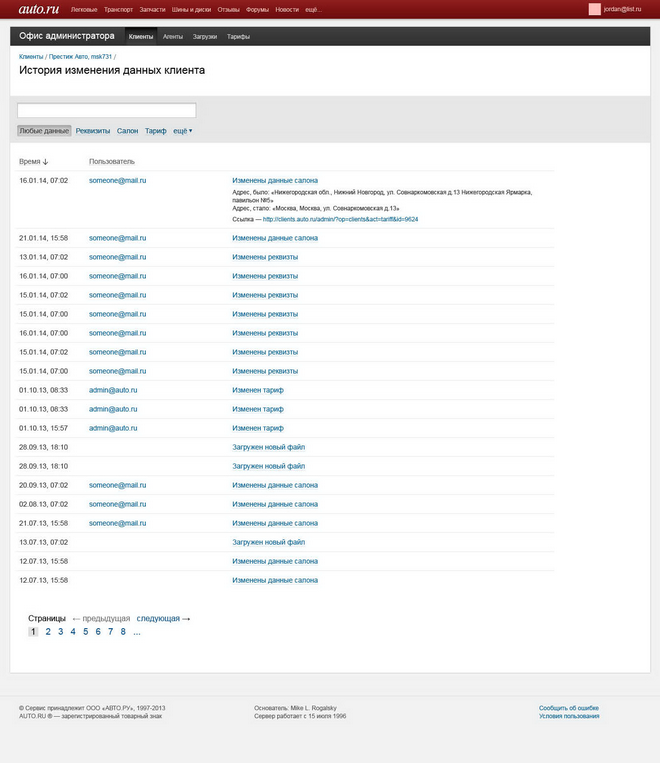 auto.ru Легковые Транспорт Запчасти Шины и диски Отзывы Форумы Новости ещё... jordan@list.ru
Офис администратора Клиенты Агенты Загрузки Тарифы
Клиенты / Престиж Авто, msk731 /
История изменения данных клиента
Любые данные Реквизиты Салон Тариф ещё ▾
Время ↓ Пользователь
16.01.14, 07:02 someone@mail.ru Изменены данные салона
Адрес, было: «Нижегородская обл., Нижний Новгород, ул. Совнаркомовская д.13 Нижегородская Ярмарка,
павильон №5»
Адрес, стало: «Москва, Москва, ул. Совнаркомовская д.13»
Ссылка — http://clients.auto.ru/admin/?op=clients&act=tariff&id=9624
21.01.14, 15:58 someone@mail.ru Изменены данные салона
13.01.14, 07:02 someone@mail.ru Изменены реквизты
16.01.14, 07:00 someone@mail.ru Изменены реквизты
15.01.14, 07:02 someone@mail.ru Изменены реквизты
15.01.14, 07:00 someone@mail.ru Изменены реквизты
16.01.14, 07:00 someone@mail.ru Изменены реквизты
15.01.14, 07:02 someone@mail.ru Изменены реквизты
15.01.14, 07:00 someone@mail.ru Изменены реквизты
01.10.13, 08:33 admin@auto.ru Изменен тариф
01.10.13, 08:33 admin@auto.ru Изменен тариф
01.10.13, 15:57 admin@auto.ru Изменен тариф
28.09.13, 18:10 Загружен новый файл
28.09.13, 18:10 Загружен новый файл
20.09.13, 07:02 someone@mail.ru Изменены данные салона
02.08.13, 07:02 someone@mail.ru Изменены данные салона
21.07.13, 15:58 someone@mail.ru Изменены данные салона
13.07.13, 07:02 Загружен новый файл
12.07.13, 15:58 Изменены данные салона
12.07.13, 15:58 Изменены данные салона
Страницы ← предыдущая следующая →
1 2 3 4 5 6 7 8 ...
© Сервис принадлежит ООО «АВТО.РУ», 1997-2013 Основатель: Mike L. Rogalsky Сообщить об ошибке
AUTO.RU ® — зарегистрированный товарный знак Сервер работает с 15 июля 1996 Условия пользования